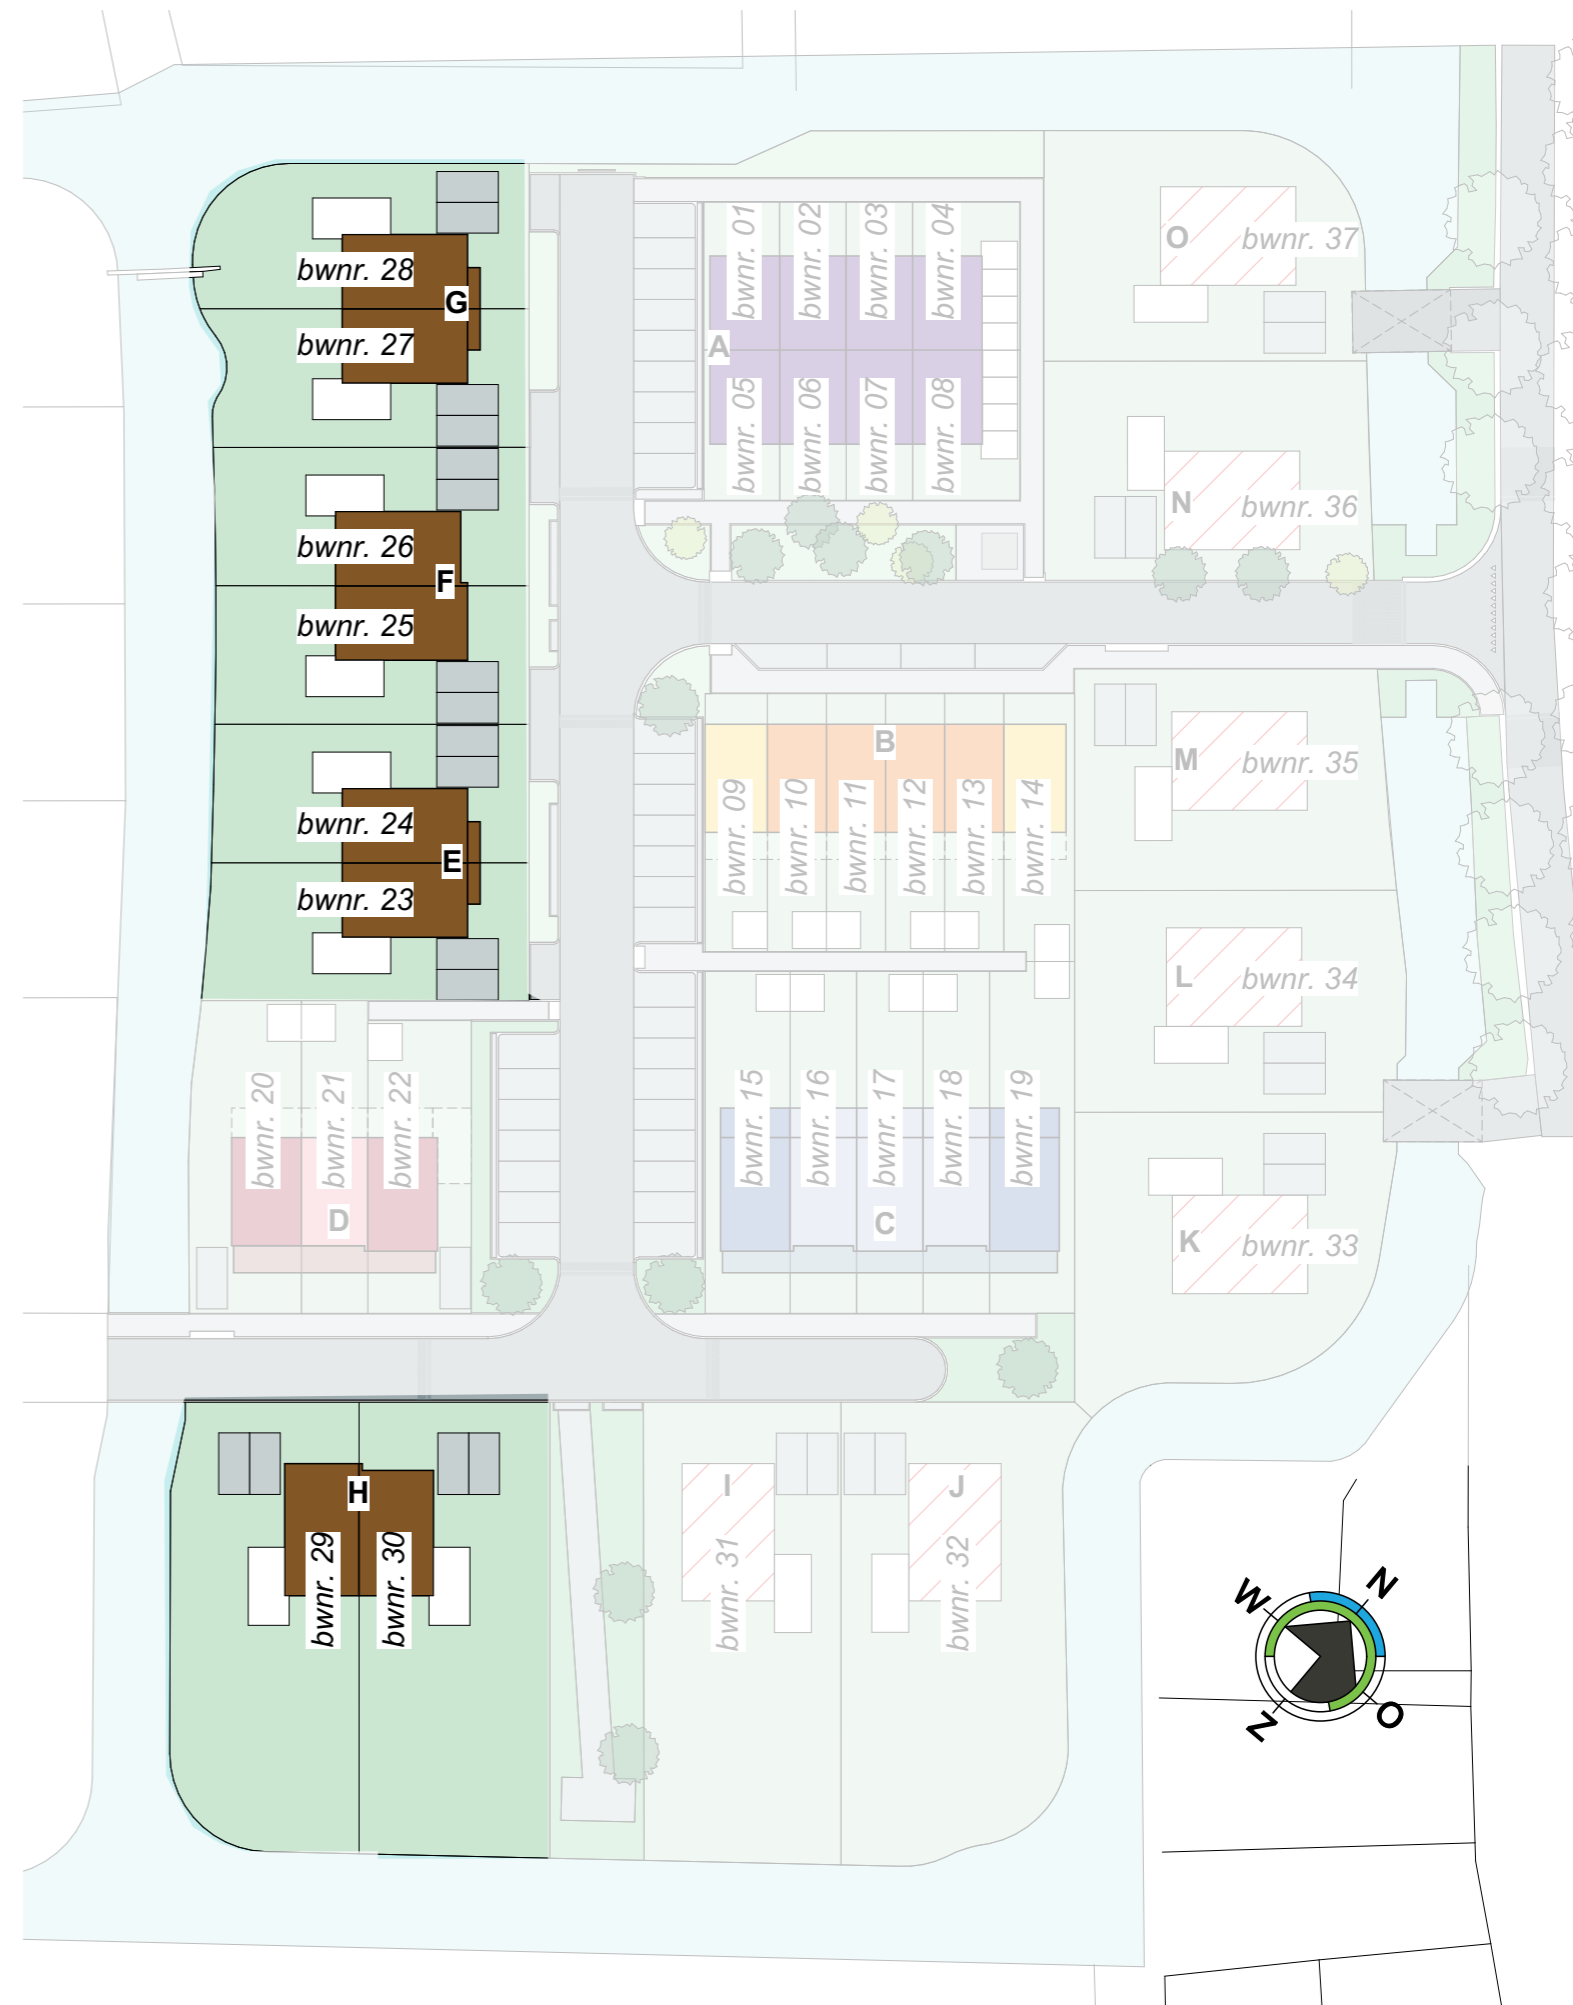 bwnr. 28
G
bwnr. 27
bwnr. 26
F
bwnr. 25
bwnr. 24
E
bwnr. 23
bwnr. 01
bwnr. 02
bwnr. 03
bwnr. 04
A
bwnr. 05
bwnr. 06
bwnr. 07
bwnr. 08
O
bwnr. 37
N
bwnr. 36
B
bwnr. 09
bwnr. 10
bwnr. 11
bwnr. 12
bwnr. 13
bwnr. 14
M
bwnr. 35
L
bwnr. 34
bwnr. 20
bwnr. 21
bwnr. 22
D
bwnr. 15
bwnr. 16
bwnr. 17
bwnr. 18
bwnr. 19
C
K
bwnr. 33
H
bwnr. 29
bwnr. 30
I
bwnr. 31
J
bwnr. 32
W
N
Z
O